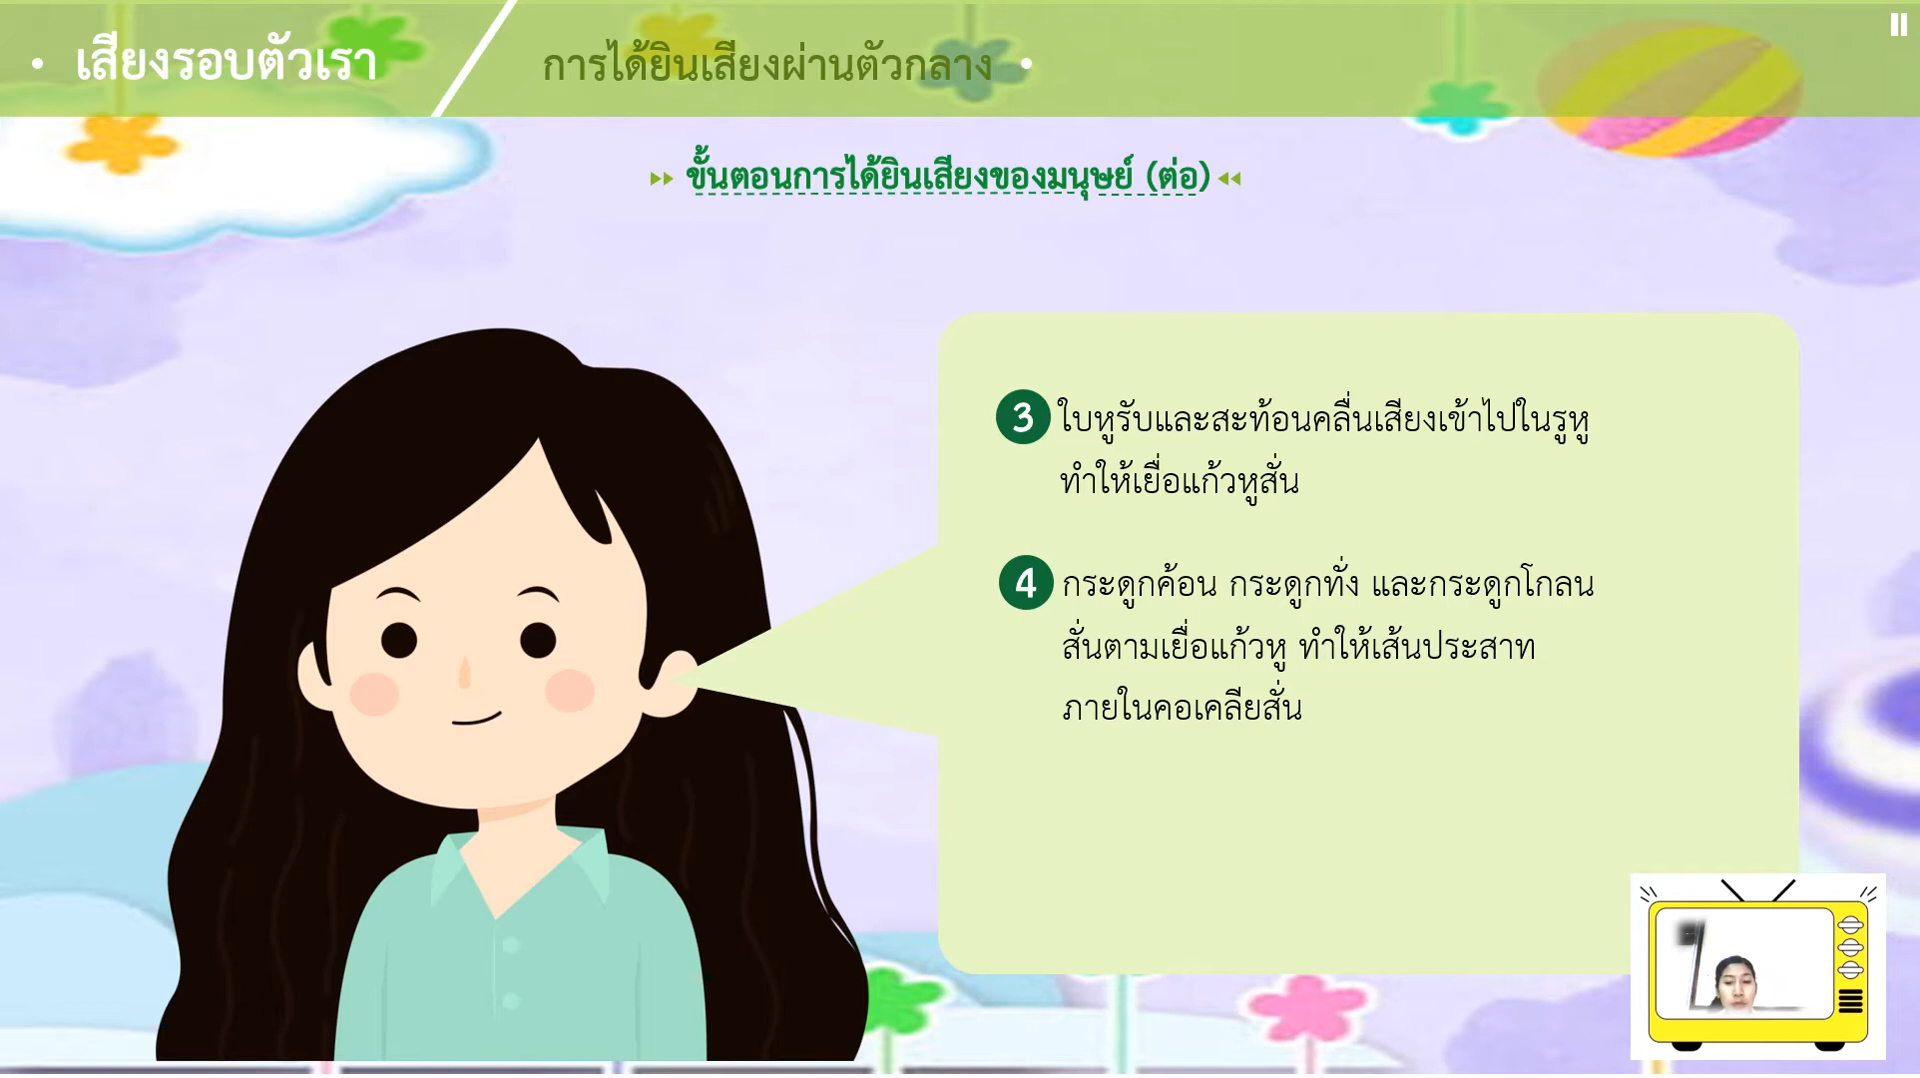 • เสียงรอบตัวเรา
การได้ยินเสียงผ่านตัวกลาง •
ขั้นตอนการได้ยินเสียงของมนุษย์ (ต่อ)
3 ใบหูรับและสะท้อนคลื่นเสียงเข้าไปในรูหู
ทำให้เยื่อแก้วหูสั่น
4 กระดูกค้อน กระดูกทั่ง และกระดูกโกลน
สั่นตามเยื่อแก้วหู ทำให้เส้นประสาท
ภายในคอเคลียสั่น